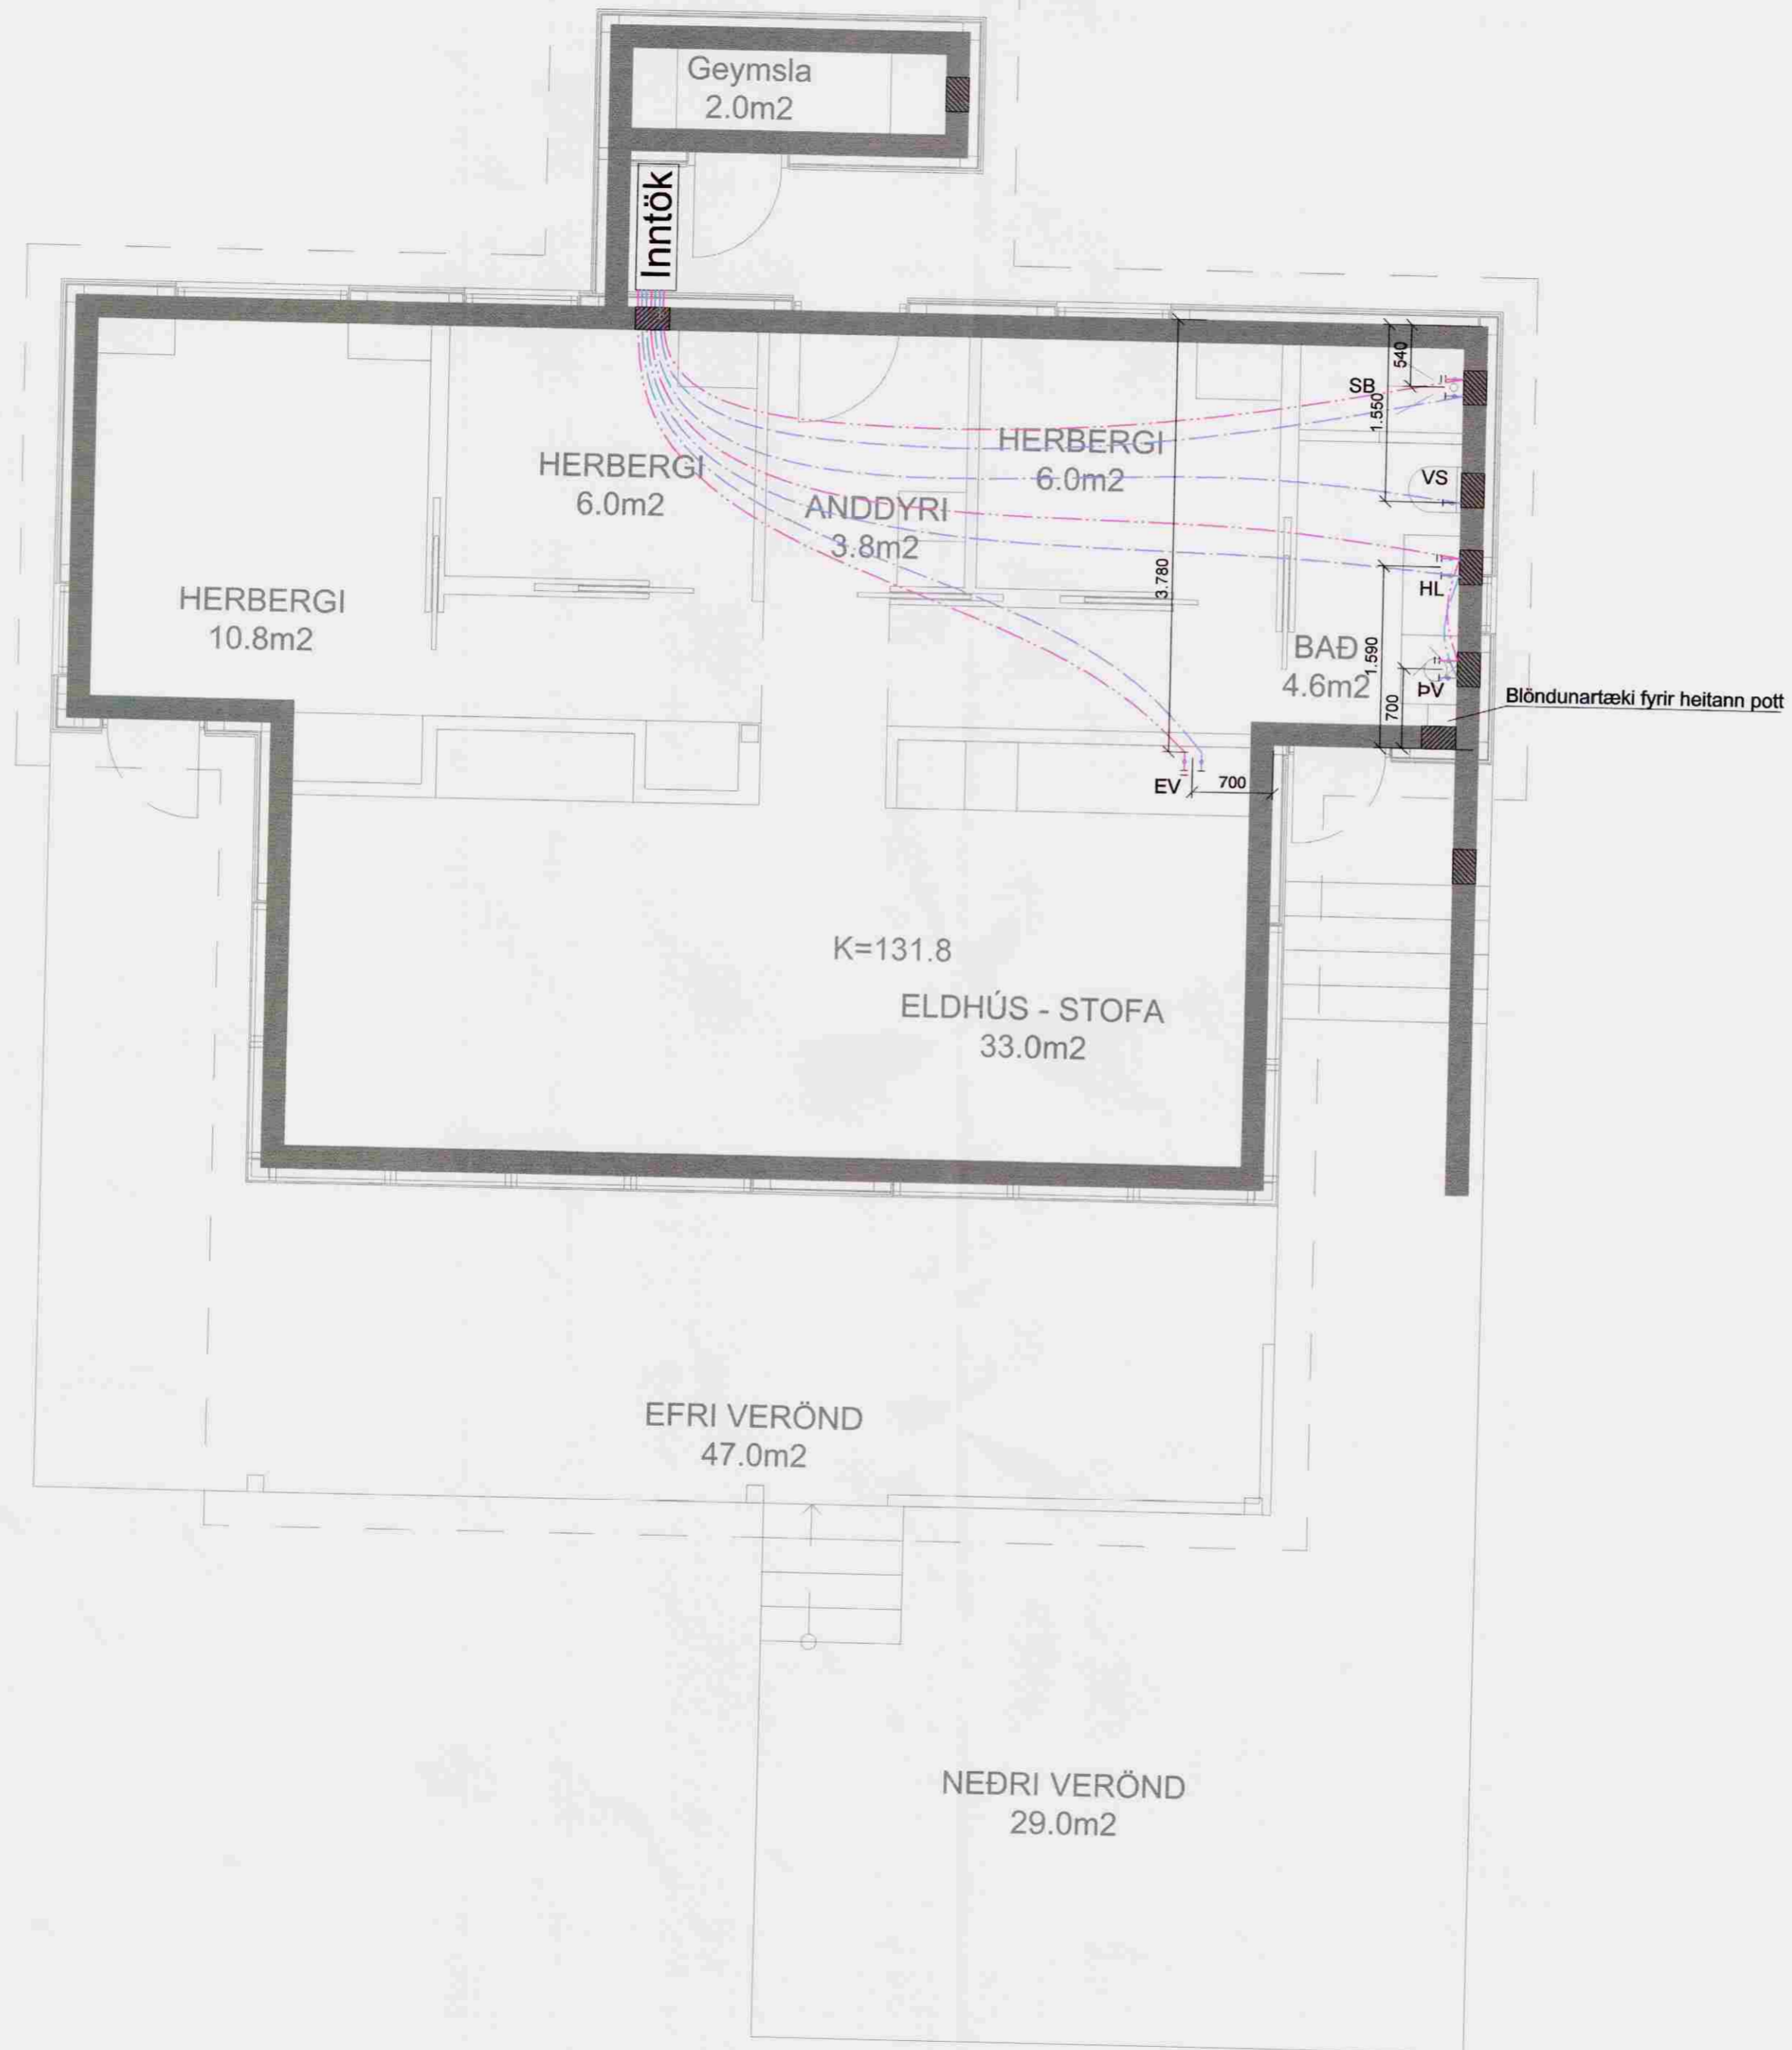 Geymsla
2.0m2
Inntök
540
SB
1.550
HERBERGI
6.0m2
HERBERGI
6.0m2
VS
ANDDYRI
3.8m2
3.780
HL
HERBERGI
10.8m2
BAÐ
4.6m2
1.590
ÞV
700
Blöndunartæki fyrir heitann pott
EV
700
K=131.8
ELDHÚS - STOFA
33.0m2
EFRI VERÖND
47.0m2
NEÐRI VERÖND
29.0m2